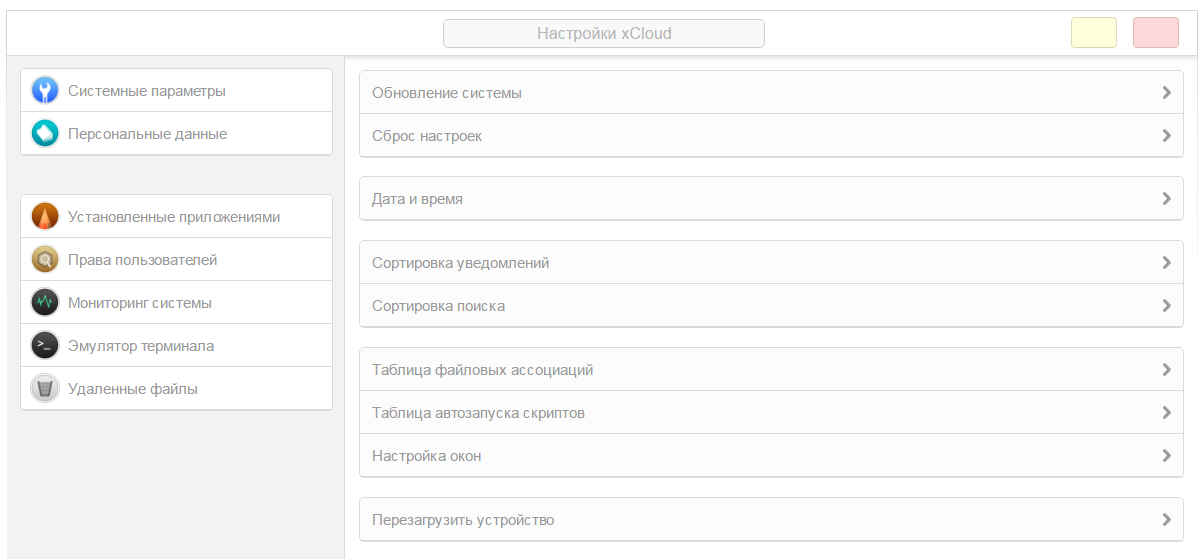 Настройки xCloud
Системные параметры
Персональные данные
Установленные приложениями
Права пользователей
Мониторинг системы
Эмулятор терминала
Удаленные файлы
Обновление системы
Сброс настроек
Дата и время
Сортировка уведомлений
Сортировка поиска
Таблица файловых ассоциаций
Таблица автозапуска скриптов
Настройка окон
Перезагрузить устройство